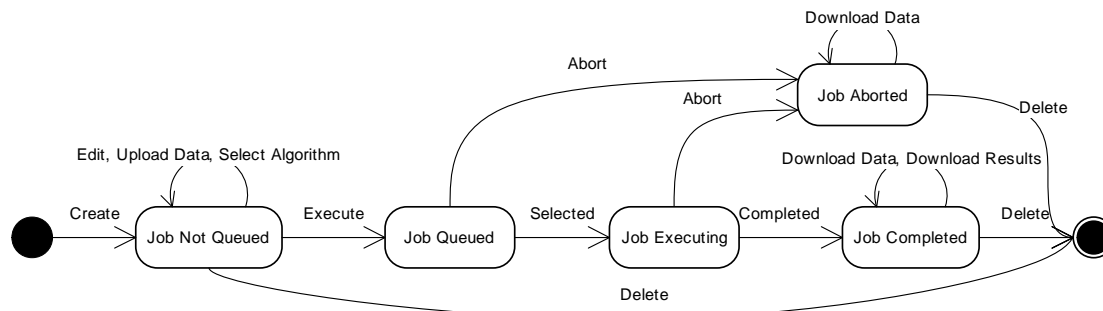 Download Data
Abort
Job Aborted
Abort
Delete
Edit, Upload Data, Select Algorithm
Download Data, Download Results
Create
Execute
Selected
Completed
Delete
Job Not Queued
Job Queued
Job Executing
Job Completed
Delete